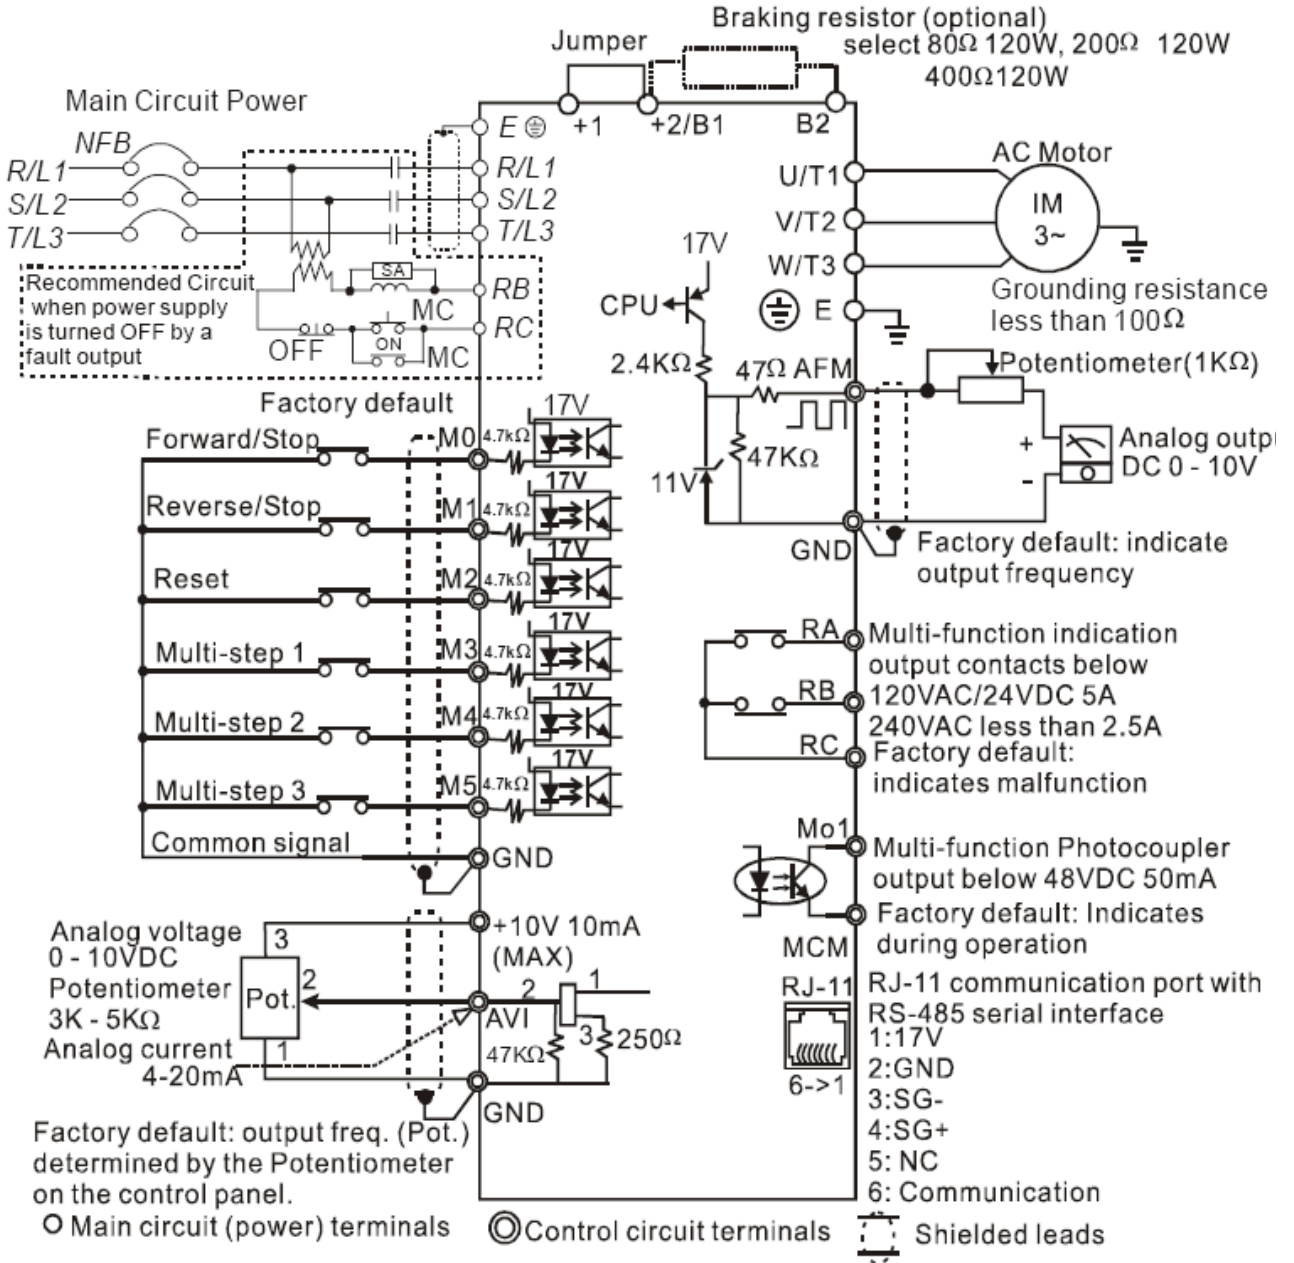 Braking resistor (optional)
select 80Ω 120W, 200Ω 120W
400Ω120W
Jumper
+1
+2/B1
B2
Main Circuit Power
NFB
R/L1
S/L2
T/L3
E
R/L1
S/L2
T/L3
Recommended Circuit
when power supply
is turned OFF by a
fault output
SA
MC
OFF
ON
MC
RB
RC
AC Motor
U/T1
V/T2
W/T3
IM
3~
E
Grounding resistance
less than 100Ω
17V
CPU
2.4KΩ
47Ω AFM
47KΩ
11V
GND
Potentiometer(1KΩ)
+
-
Analog outp
DC 0 - 10V
Factory default: indicate
output frequency
Factory default
Forward/Stop
M0
4.7kΩ
17V
Reverse/Stop
M1
4.7kΩ
17V
Reset
M2
4.7kΩ
17V
Multi-step 1
M3
4.7kΩ
17V
Multi-step 2
M4
4.7kΩ
17V
Multi-step 3
M5
4.7kΩ
17V
Common signal
GND
RA
RB
RC
Multi-function indication
output contacts below
120VAC/24VDC 5A
240VAC less than 2.5A
Factory default:
indicates malfunction
Mo1
MCM
Multi-function Photocoupler
output below 48VDC 50mA
Factory default: Indicates
during operation
Analog voltage
0 - 10VDC
Potentiometer
3K - 5KΩ
Analog current
4-20mA
3
Pot.
2
1
+10V 10mA
(MAX)
2
1
AVI
47KΩ
3
250Ω
GND
RJ-11
6->1
RJ-11 communication port with
RS-485 serial interface
1:17V
2:GND
3:SG-
4:SG+
5: NC
6: Communication
Factory default: output freq. (Pot.)
determined by the Potentiometer
on the control panel.
Main circuit (power) terminals
Control circuit terminals
Shielded leads